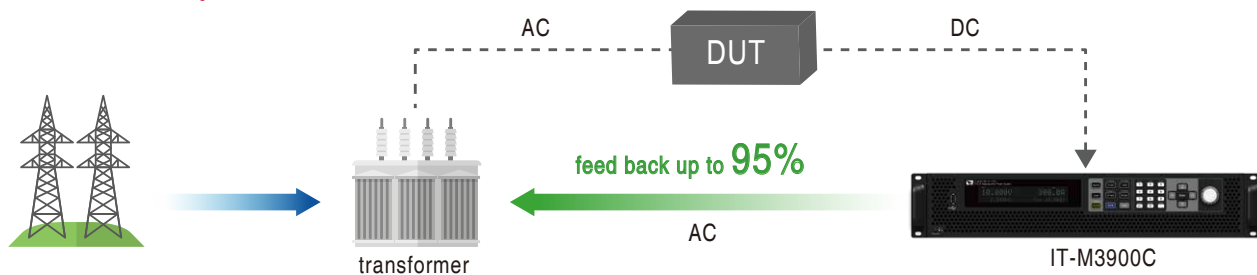 AC
DUT
DC
feed back up to 95%
AC
transformer
IT-M3900C